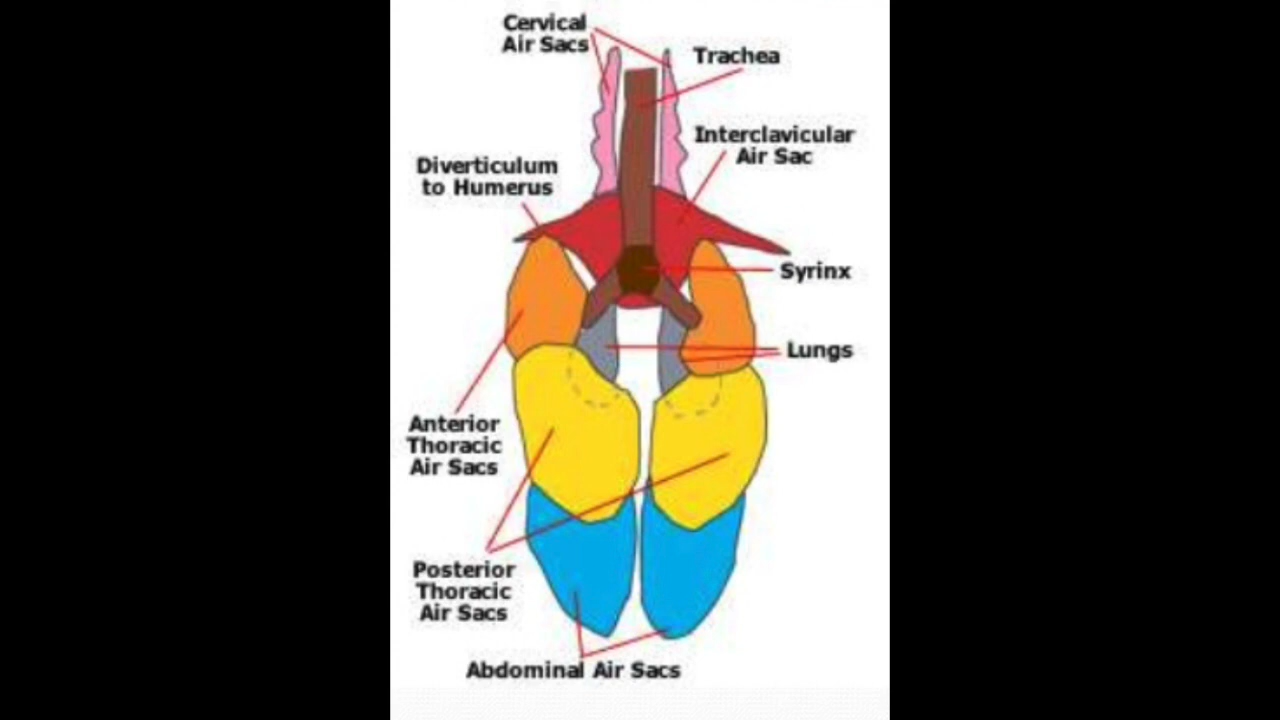 Cervical
Air Sacs
Trachea
Interclavicular
Air Sac
Diverticulum
to Humerus
Syrinx
Lungs
Anterior
Thoracic
Air Sacs
Posterior
Thoracic
Air Sacs
Abdominal Air Sacs